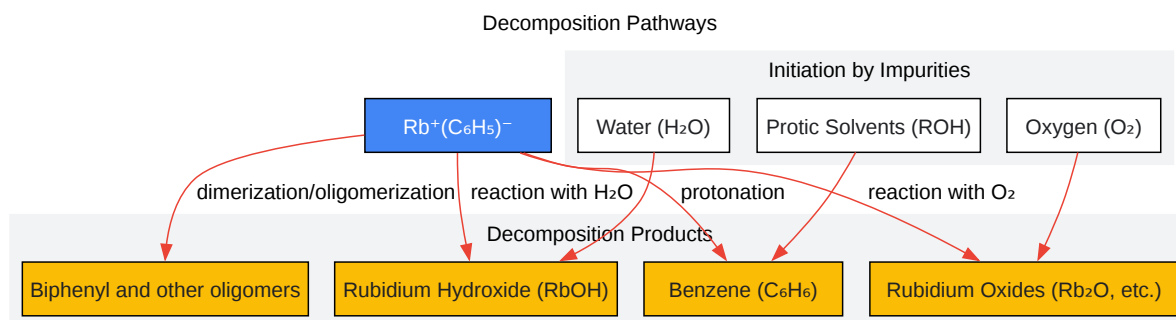 Decomposition Pathways
Initiation by Impurities
Rb⁺(C₆H₅)⁻
Water (H₂O)
Protic Solvents (ROH)
Oxygen (O₂)
dimerization/oligomerization
reaction with H₂O
protonation
reaction with O₂
Decomposition Products
Biphenyl and other oligomers
Rubidium Hydroxide (RbOH)
Benzene (C₆H₆)
Rubidium Oxides (Rb₂O, etc.)